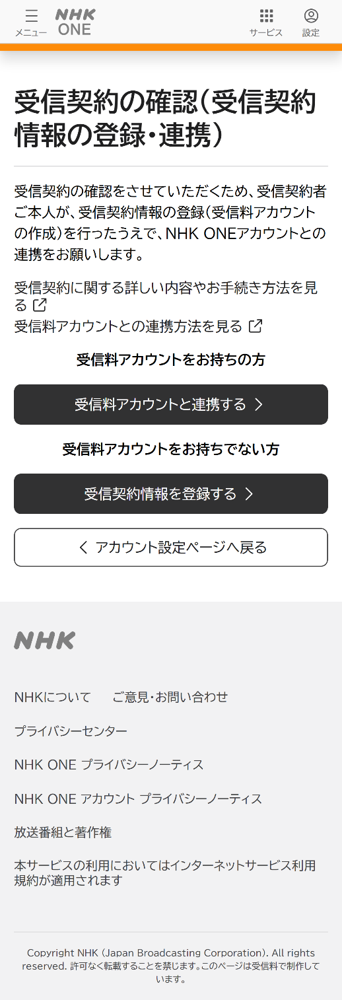 メニュー
NHK
ONE
サービス
設定
受信契約の確認（受信契約
情報の登録・連携）
受信契約の確認をさせていただくため、受信契約者
ご本人が、受信契約情報の登録（受信料アカウント
の作成）を行ったうえで、NHK ONEアカウントとの
連携をお願いします。
受信契約に関する詳しい内容やお手続き方法を見
る
受信料アカウントとの連携方法を見る
受信料アカウントをお持ちの方
受信料アカウントと連携する
受信料アカウントをお持ちでない方
受信契約情報を登録する
アカウント設定ページへ戻る
NHK
NHKについて ご意見・お問い合わせ
プライバシーセンター
NHK ONE プライバシーノーティス
NHK ONE アカウント プライバシーノーティス
放送番組と著作権
本サービスの利用においてはインターネットサービス利用
規約が適用されます
Copyright NHK (Japan Broadcasting Corporation). All rights
reserved. 許可なく転載することを禁じます。このページは受信料で制作して
います。